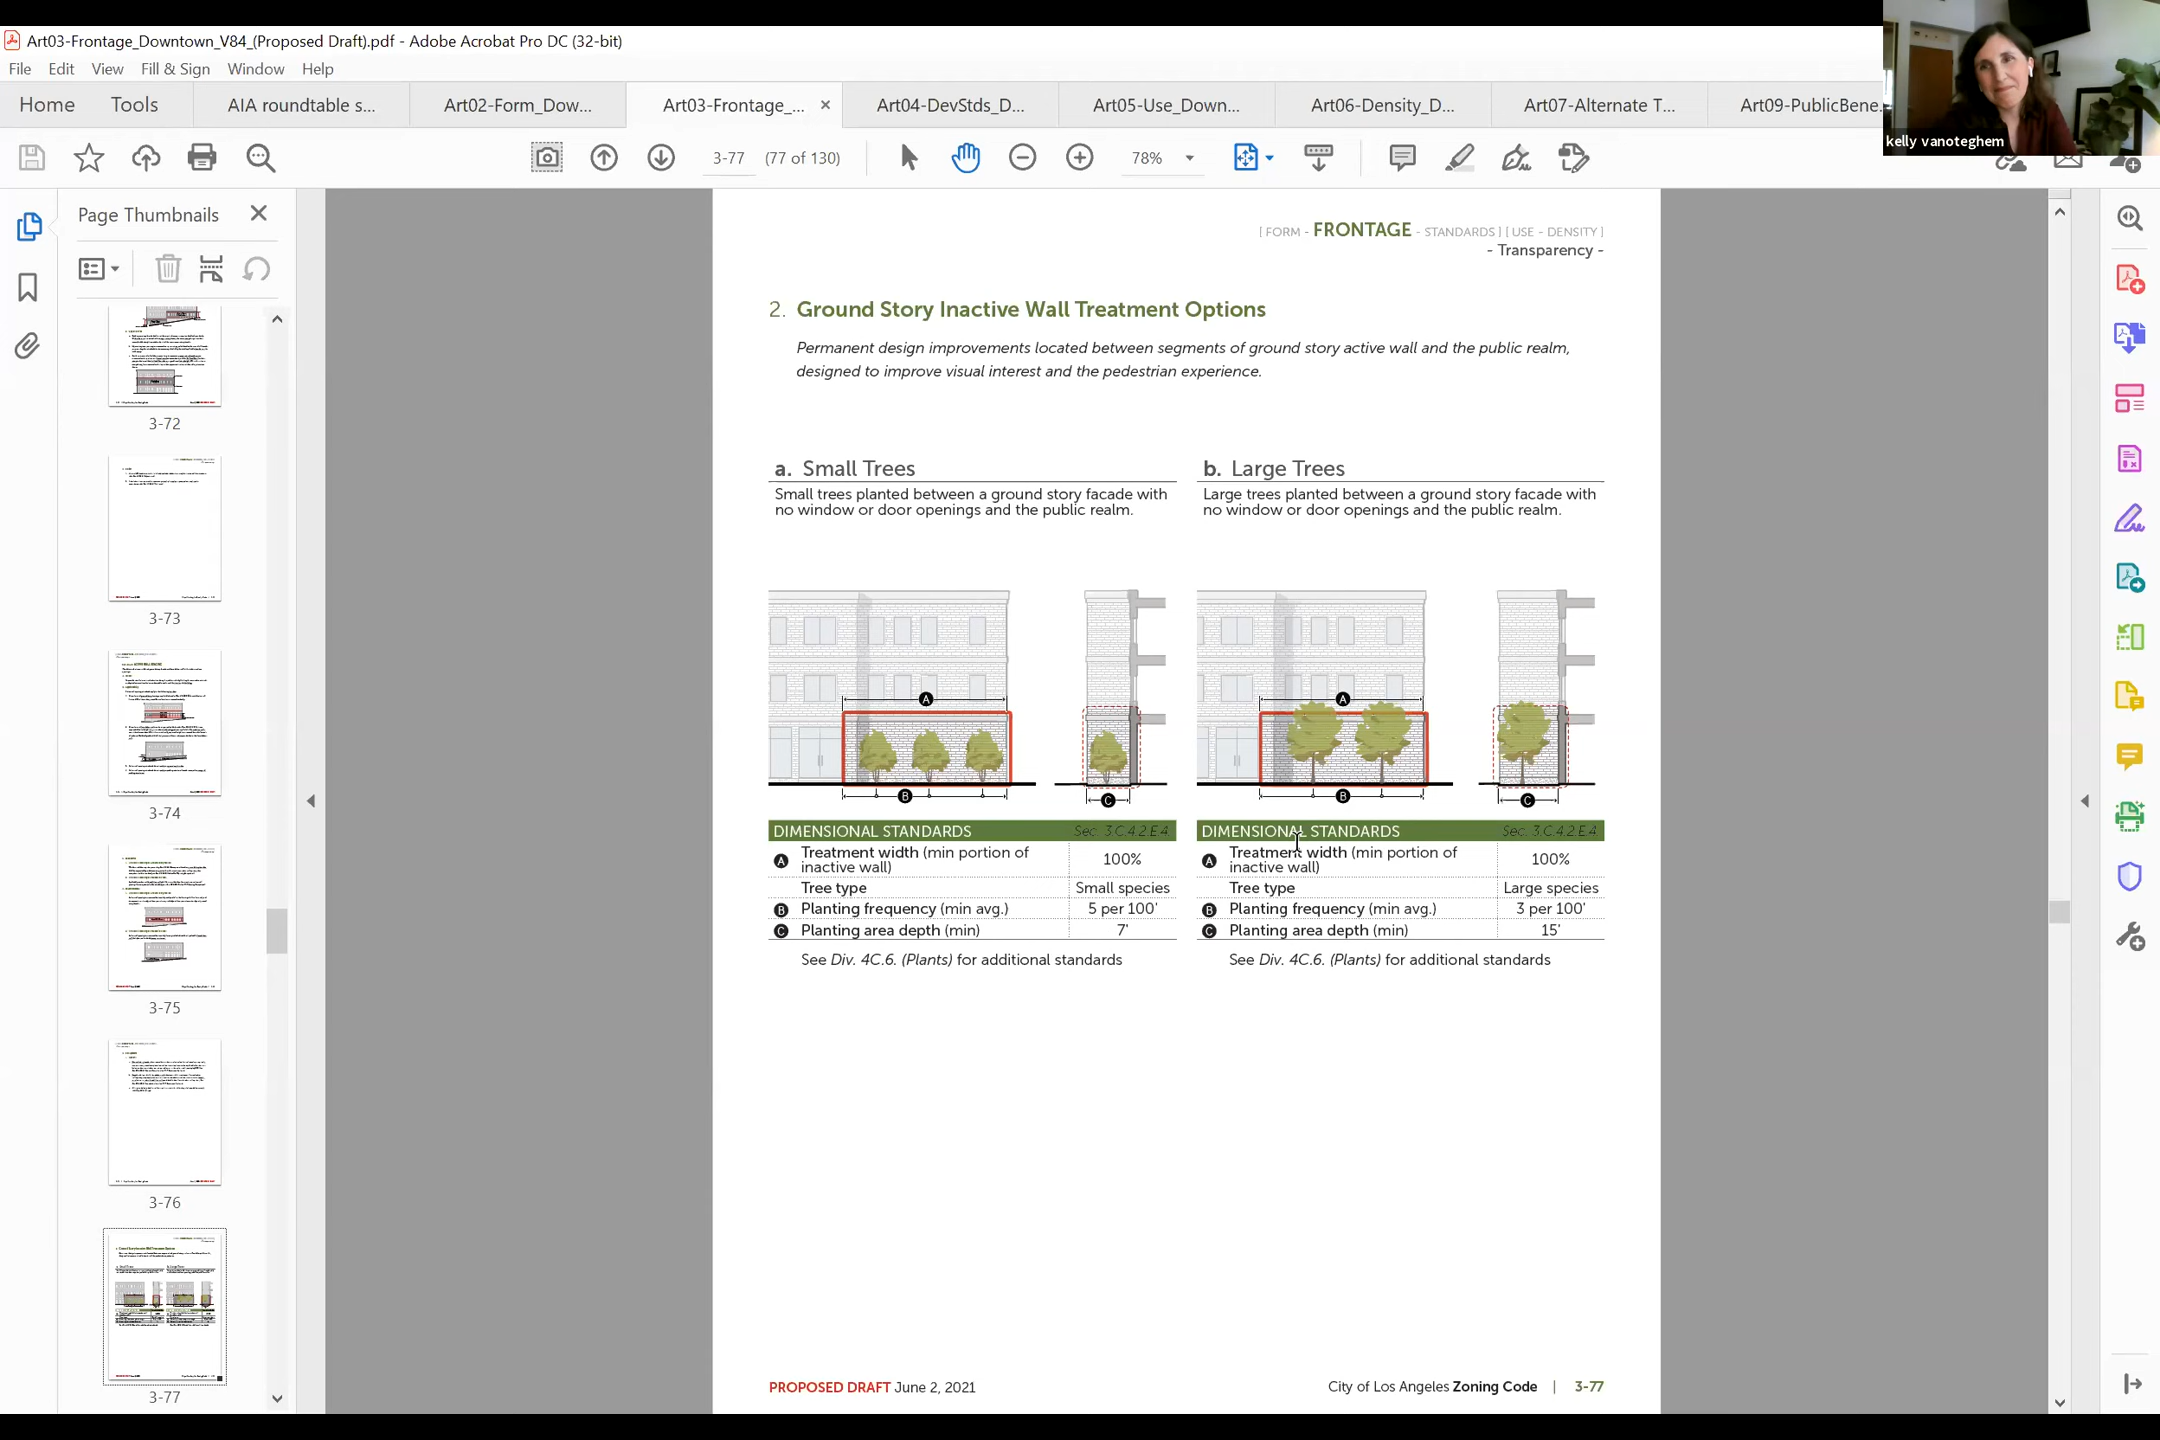 Art03-Frontage_Downtown_V84_(Proposed Draft).pdf - Adobe Acrobat Pro DC (32-bit)
File Edit View Fill & Sign Window Help
Home Tools AIA roundtable s... Art02-Form_Dow... Art03-Frontage_... × Art04-DevStds_D... Art05-Use_Down... Art06-Density_D... Art07-Alternate T... Art09-PublicBene
kelly vanoteghem
3-77 (77 of 130) 78%
Page Thumbnails
3-72
3-73
3-74
3-75
3-76
3-77
[ FORM - FRONTAGE - STANDARDS ] [ USE - DENSITY ]
- Transparency -
2. Ground Story Inactive Wall Treatment Options
Permanent design improvements located between segments of ground story active wall and the public realm,
designed to improve visual interest and the pedestrian experience.
a. Small Trees
Small trees planted between a ground story facade with
no window or door openings and the public realm.
A
B
C
DIMENSIONAL STANDARDS Sec. 3.C.4.2.E.4.
A Treatment width (min portion of
inactive wall) 100%
Tree type Small species
B Planting frequency (min avg.) 5 per 100'
C Planting area depth (min) 7'
See Div. 4C.6. (Plants) for additional standards
b. Large Trees
Large trees planted between a ground story facade with
no window or door openings and the public realm.
A
B
C
DIMENSIONAL STANDARDS Sec. 3.C.4.2.E.4.
A Treatment width (min portion of
inactive wall) 100%
Tree type Large species
B Planting frequency (min avg.) 3 per 100'
C Planting area depth (min) 15'
See Div. 4C.6. (Plants) for additional standards
PROPOSED DRAFT June 2, 2021
City of Los Angeles Zoning Code | 3-77